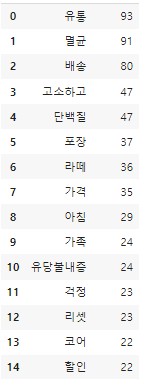 0 유통 93
1 멸균 91
2 배송 80
3 고소하고 47
4 단백질 47
5 포장 37
6 라떼 36
7 가격 35
8 아침 29
9 가족 24
10 유당불내증 24
11 걱정 23
12 리셋 23
13 코어 22
14 할인 22